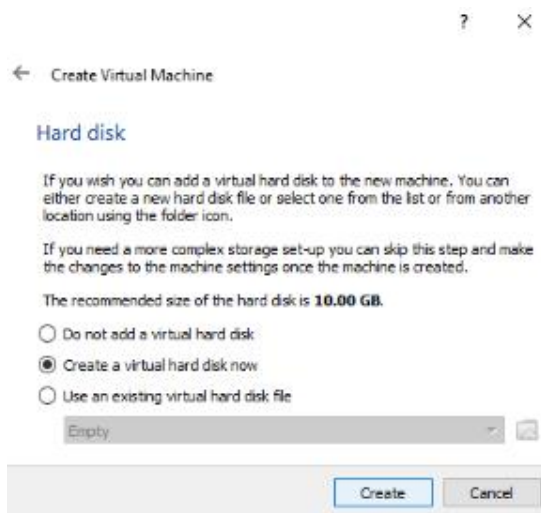 ?
Create Virtual Machine
Hard disk
If you wish you can add a virtual hard disk to the new machine. You can
either create a new hard disk file or select one from the list or from another
location using the folder icon.
If you need a more complex storage set-up you can skip this step and make
the changes to the machine settings once the machine is created.
The recommended size of the hard disk is 10.00 GB.
Do not add a virtual hard disk
Create a virtual hard disk now
Use an existing virtual hard disk file
Empty
Create Cancel